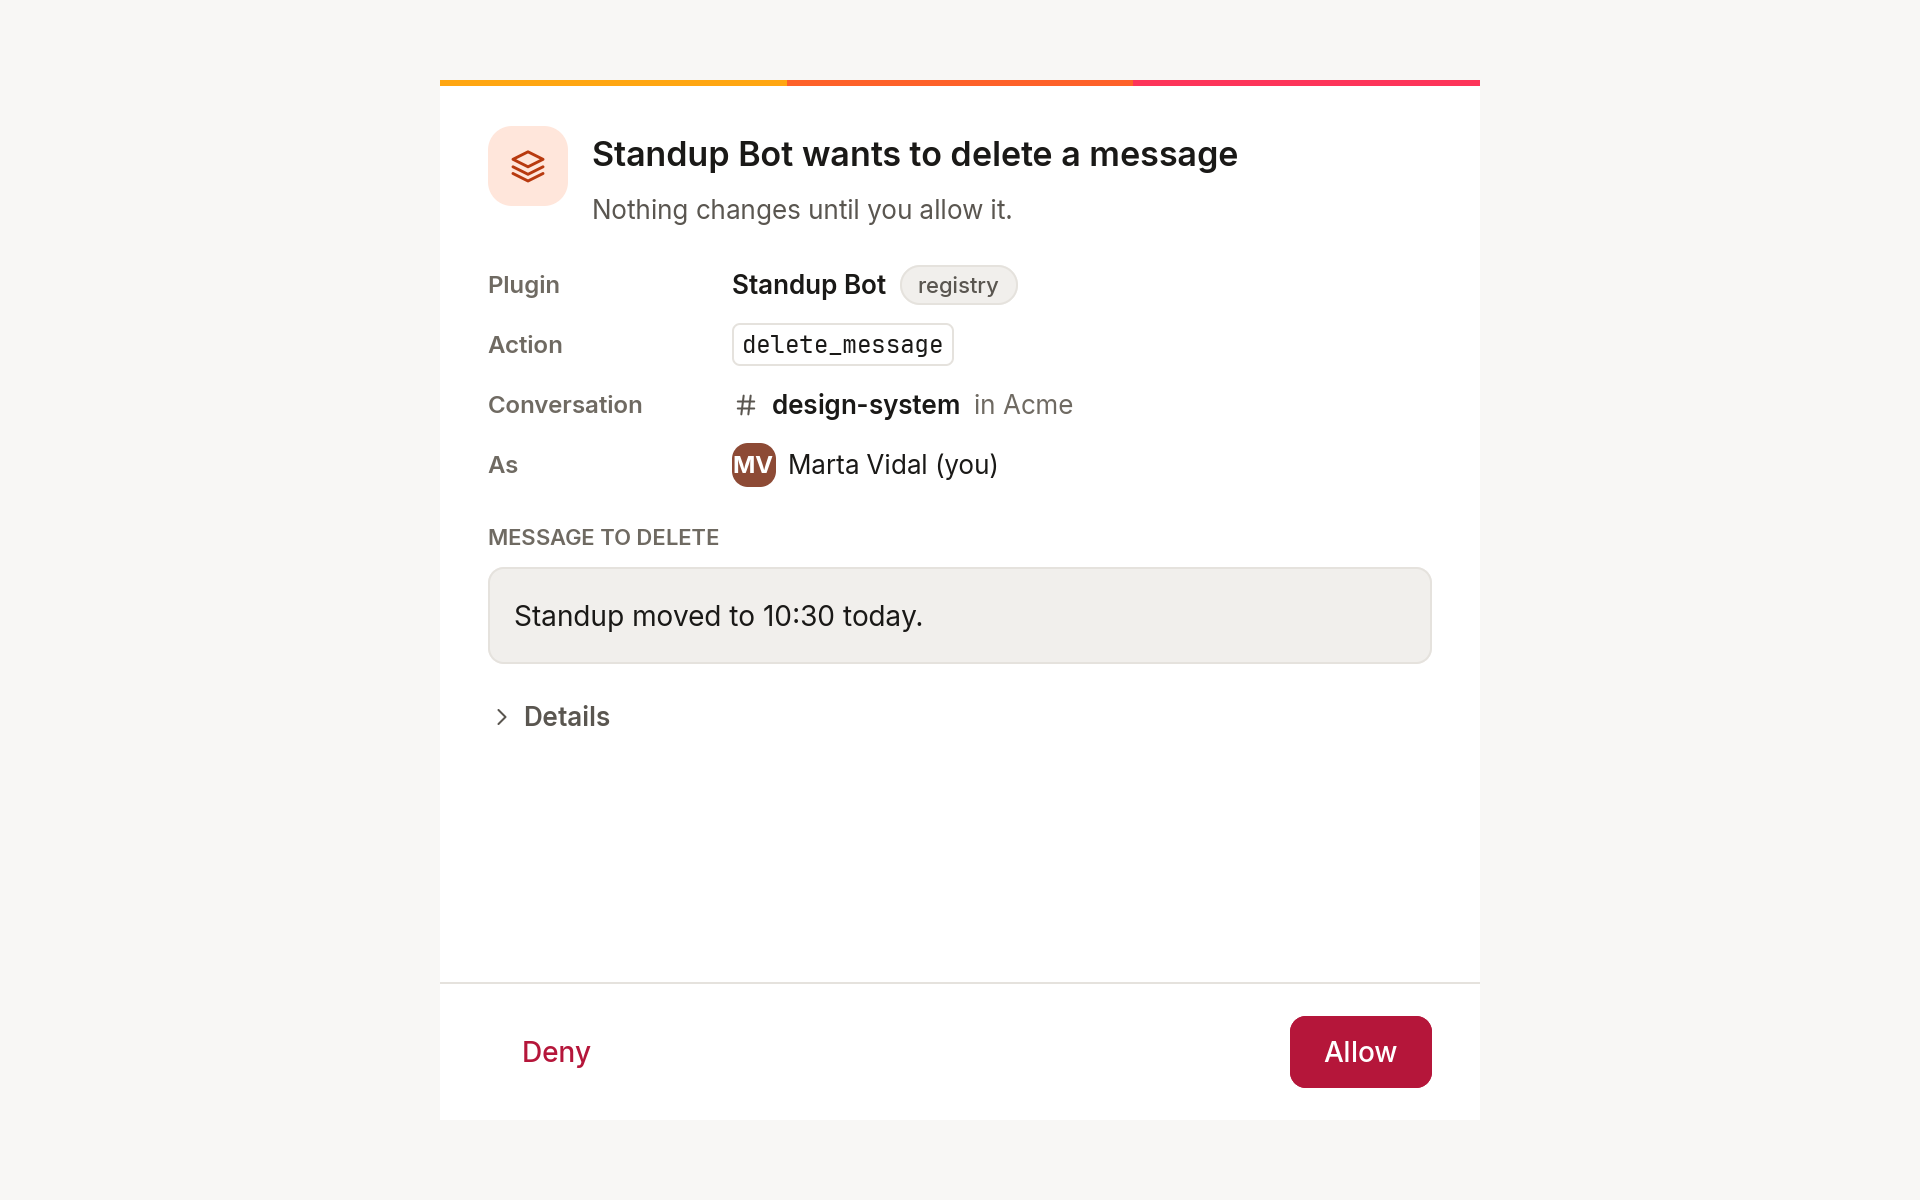 Standup Bot wants to delete a message
Nothing changes until you allow it.
Plugin Standup Bot registry
Action delete_message
Conversation # design-system in Acme
As MV Marta Vidal (you)
MESSAGE TO DELETE
Standup moved to 10:30 today.
Details
Deny Allow